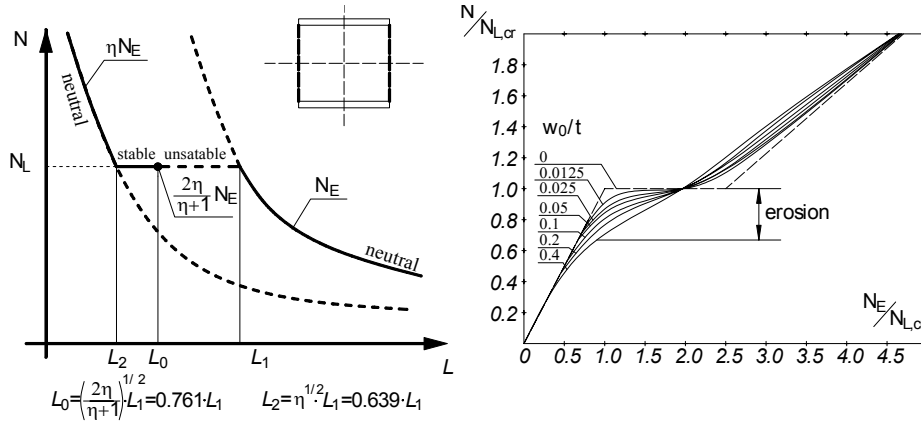 N
ηN_E
neutral
N_L
stable unsatable
2η/(η+1) N_E
N_E
neutral
L_2 L_0 L_1 L
L_0=(2η/(η+1))^{1/2}·L_1=0.761·L_1
L_2=η^{1/2}·L_1=0.639·L_1
N/N_{L,cr}
1.8
1.6
1.4
1.2
1.0
0.8
0.6
0.4
0.2
w_0/t
0
0.0125
0.025
0.05
0.1
0.2
0.4
erosion
N_E/N_{L,c
0 0.5 1.0 1.5 2.0 2.5 3.0 3.5 4.0 4.5